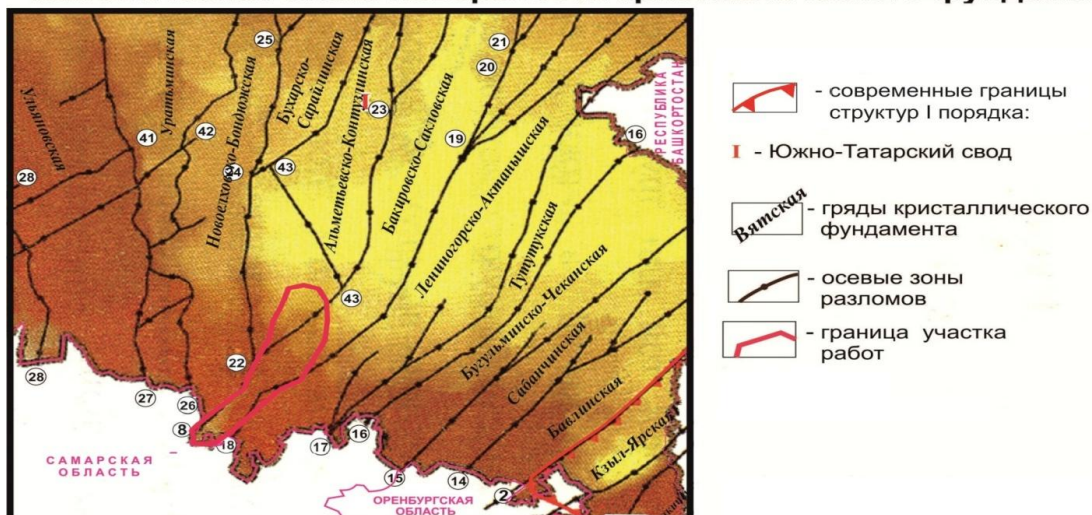 25
21
20
Ульяновская
Уратьминская
Бухарско-
Сарайлинская
Новоелхово-Бондюжская
Альметьевско-Контузлинская
I
23
Бакировско-Сакловская
19
41
42
24
43
28
Лениногорско-Актанышская
Тутутукская
РЕСПУБЛИКА
БАШКОРТОСТАН
16
43
Бугульминско-Чеканская
Сабанчинская
Бавлинская
Кзыл-Ярская
22
28
27
26
8
18
17
16
15
14
2
САМАРСКАЯ
ОБЛАСТЬ
ОРЕНБУРГСКАЯ
ОБЛАСТЬ
- современные границы
структур I порядка:
I - Южно-Татарский свод
Вятская
- гряды кристаллического
фундамента
- осевые зоны
разломов
- граница участка
работ